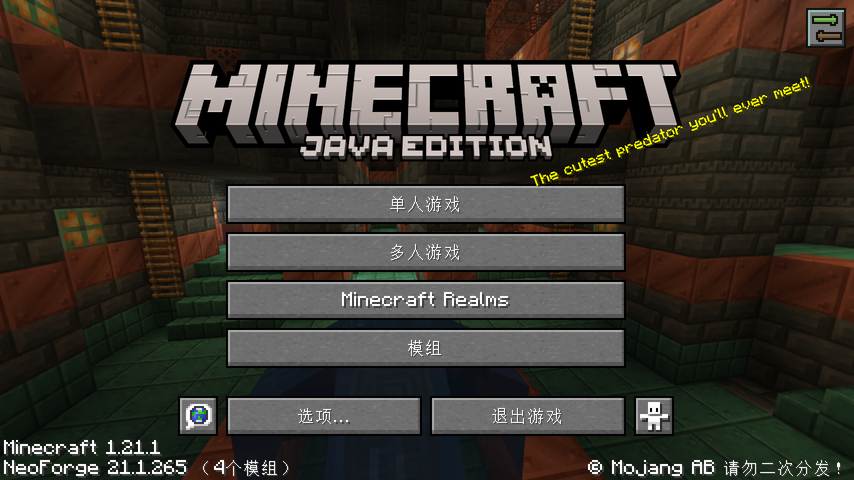 MINECRAFT
JAVA EDITION
The cutest predator you'll ever meet!
单人游戏
多人游戏
Minecraft Realms
模组
选项...
退出游戏
Minecraft 1.21.1
NeoForge 21.1.265 （4个模组）
© Mojang AB 请勿二次分发！